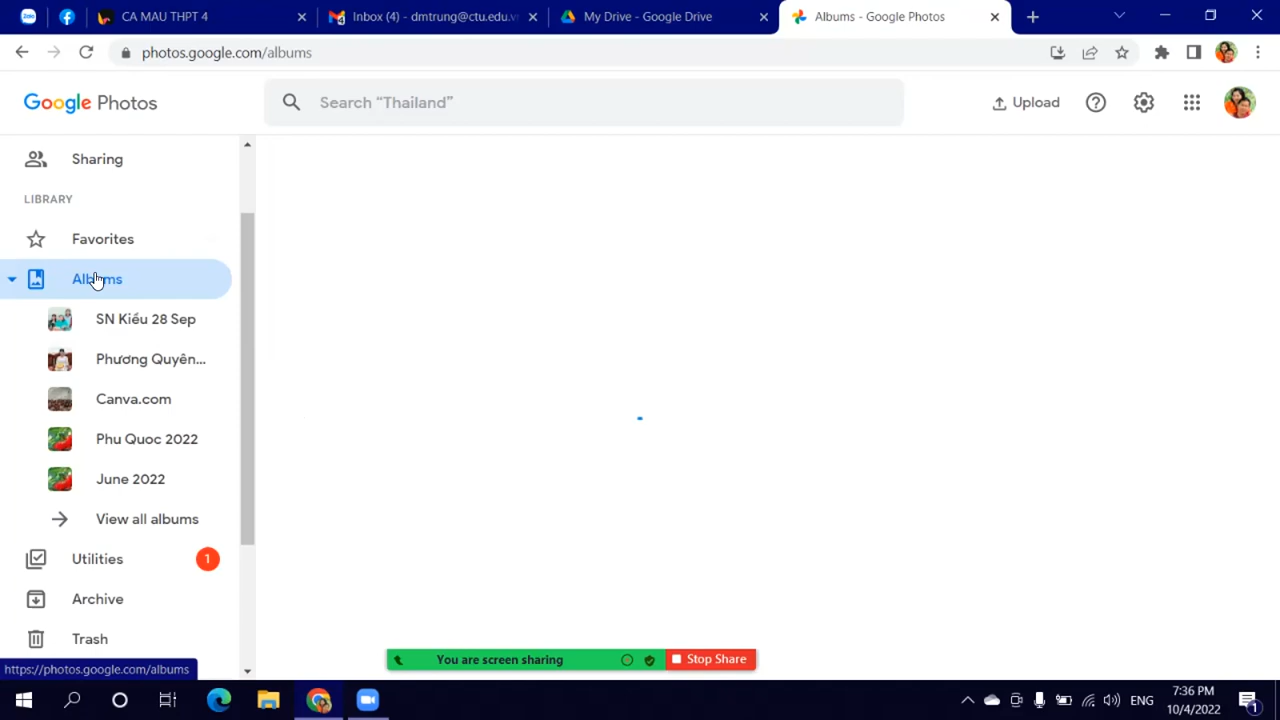 CA MAU THPT 4
Inbox (4) - dmtrung@ctu.edu.v
My Drive - Google Drive
Albums - Google Photos
photos.google.com/albums
Google Photos
Search “Thailand”
Upload
Sharing
LIBRARY
Favorites
Albums
SN Kiều 28 Sep
Phương Quyên...
Canva.com
Phu Quoc 2022
June 2022
View all albums
Utilities
1
Archive
Trash
https://photos.google.com/albums
You are screen sharing
Stop Share
ENG
7:36 PM
10/4/2022
1